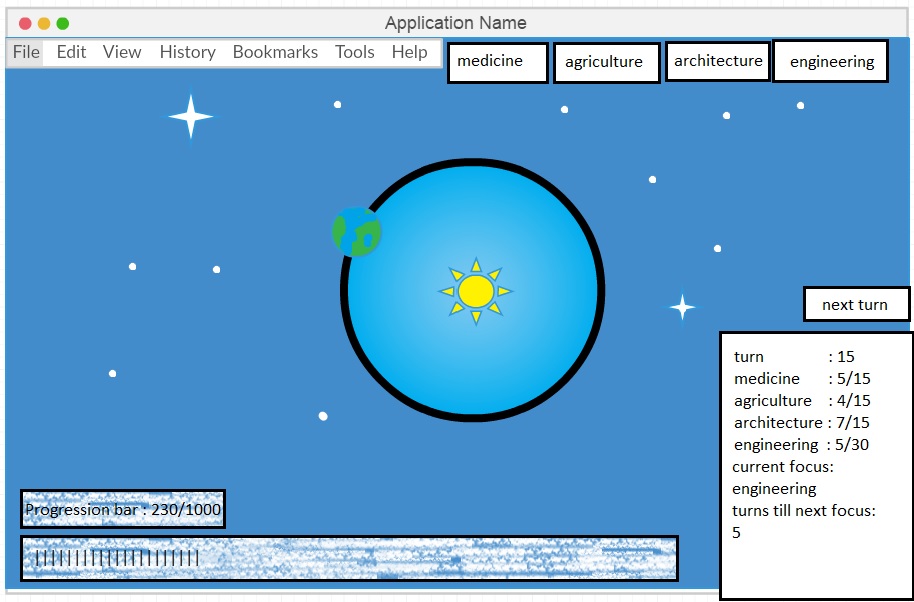 Application Name
File Edit View History Bookmarks Tools Help
medicine
agriculture
architecture
engineering
next turn
turn : 15
medicine : 5/15
agriculture : 4/15
architecture : 7/15
engineering : 5/30
current focus:
engineering
turns till next focus:
5
Progression bar : 230/1000